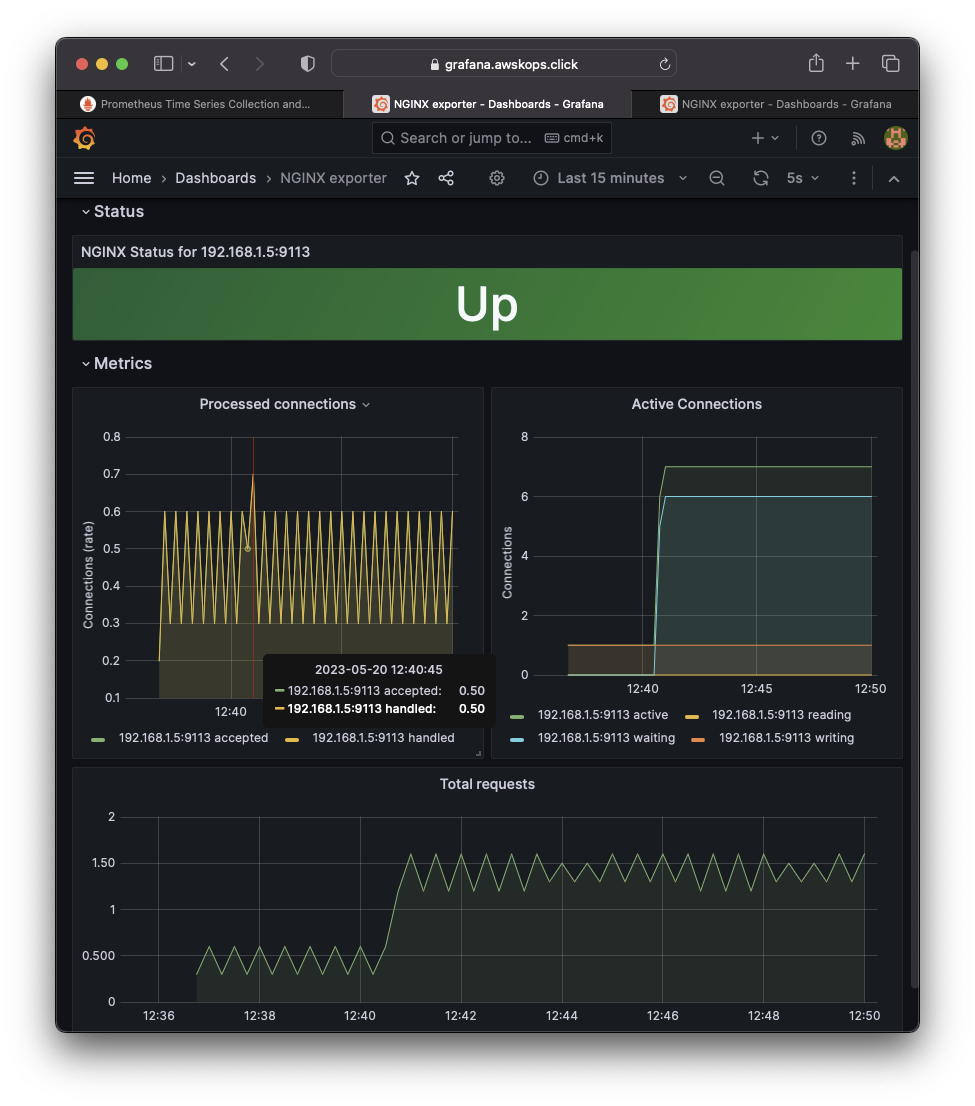 grafana.awskops.click
Prometheus Time Series Collection and...
NGINX exporter - Dashboards - Grafana
NGINX exporter - Dashboards - Grafana
Search or jump to... cmd+k
Home › Dashboards › NGINX exporter
Last 15 minutes
5s
Status
NGINX Status for 192.168.1.5:9113
Up
Metrics
Processed connections
Connections (rate)
0.8
0.7
0.6
0.5
0.4
0.3
0.2
0.1
12:40
2023-05-20 12:40:45
192.168.1.5:9113 accepted: 0.50
192.168.1.5:9113 handled: 0.50
192.168.1.5:9113 accepted
192.168.1.5:9113 handled
Active Connections
Connections
8
6
4
2
0
12:40 12:45 12:50
192.168.1.5:9113 active
192.168.1.5:9113 reading
192.168.1.5:9113 waiting
192.168.1.5:9113 writing
Total requests
2
1.50
1
0.500
0
12:36 12:38 12:40 12:42 12:44 12:46 12:48 12:50